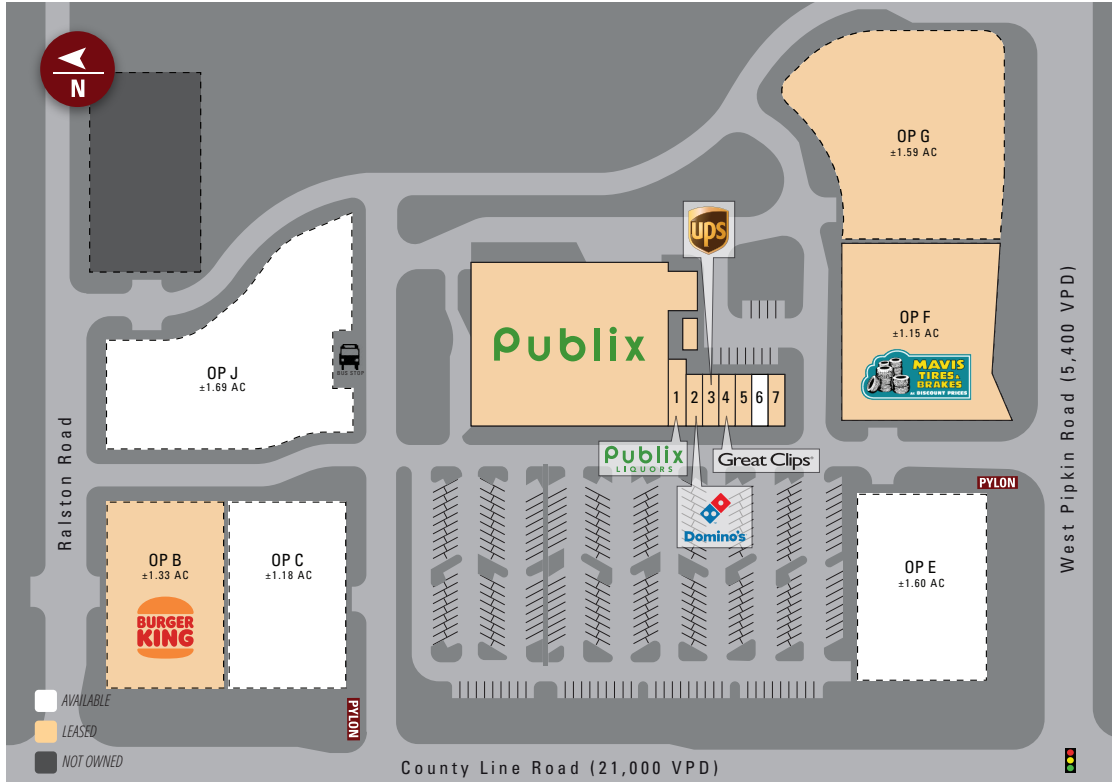 N
OP G
±1.59 AC
ups
Publix
OP F
±1.15 AC
MAVIS
TIRES &
BRAKES
at DISCOUNT PRICES
BUS STOP
OP J
±1.69 AC
1 2 3 4 5 6 7
Publix
LIQUORS
Great Clips
Domino's
PYLON
Ralston Road
West Pipkin Road (5,400 VPD)
OP B
±1.33 AC
BURGER
KING
OP C
±1.18 AC
OP E
±1.60 AC
AVAILABLE
LEASED
NOT OWNED
PYLON
County Line Road (21,000 VPD)